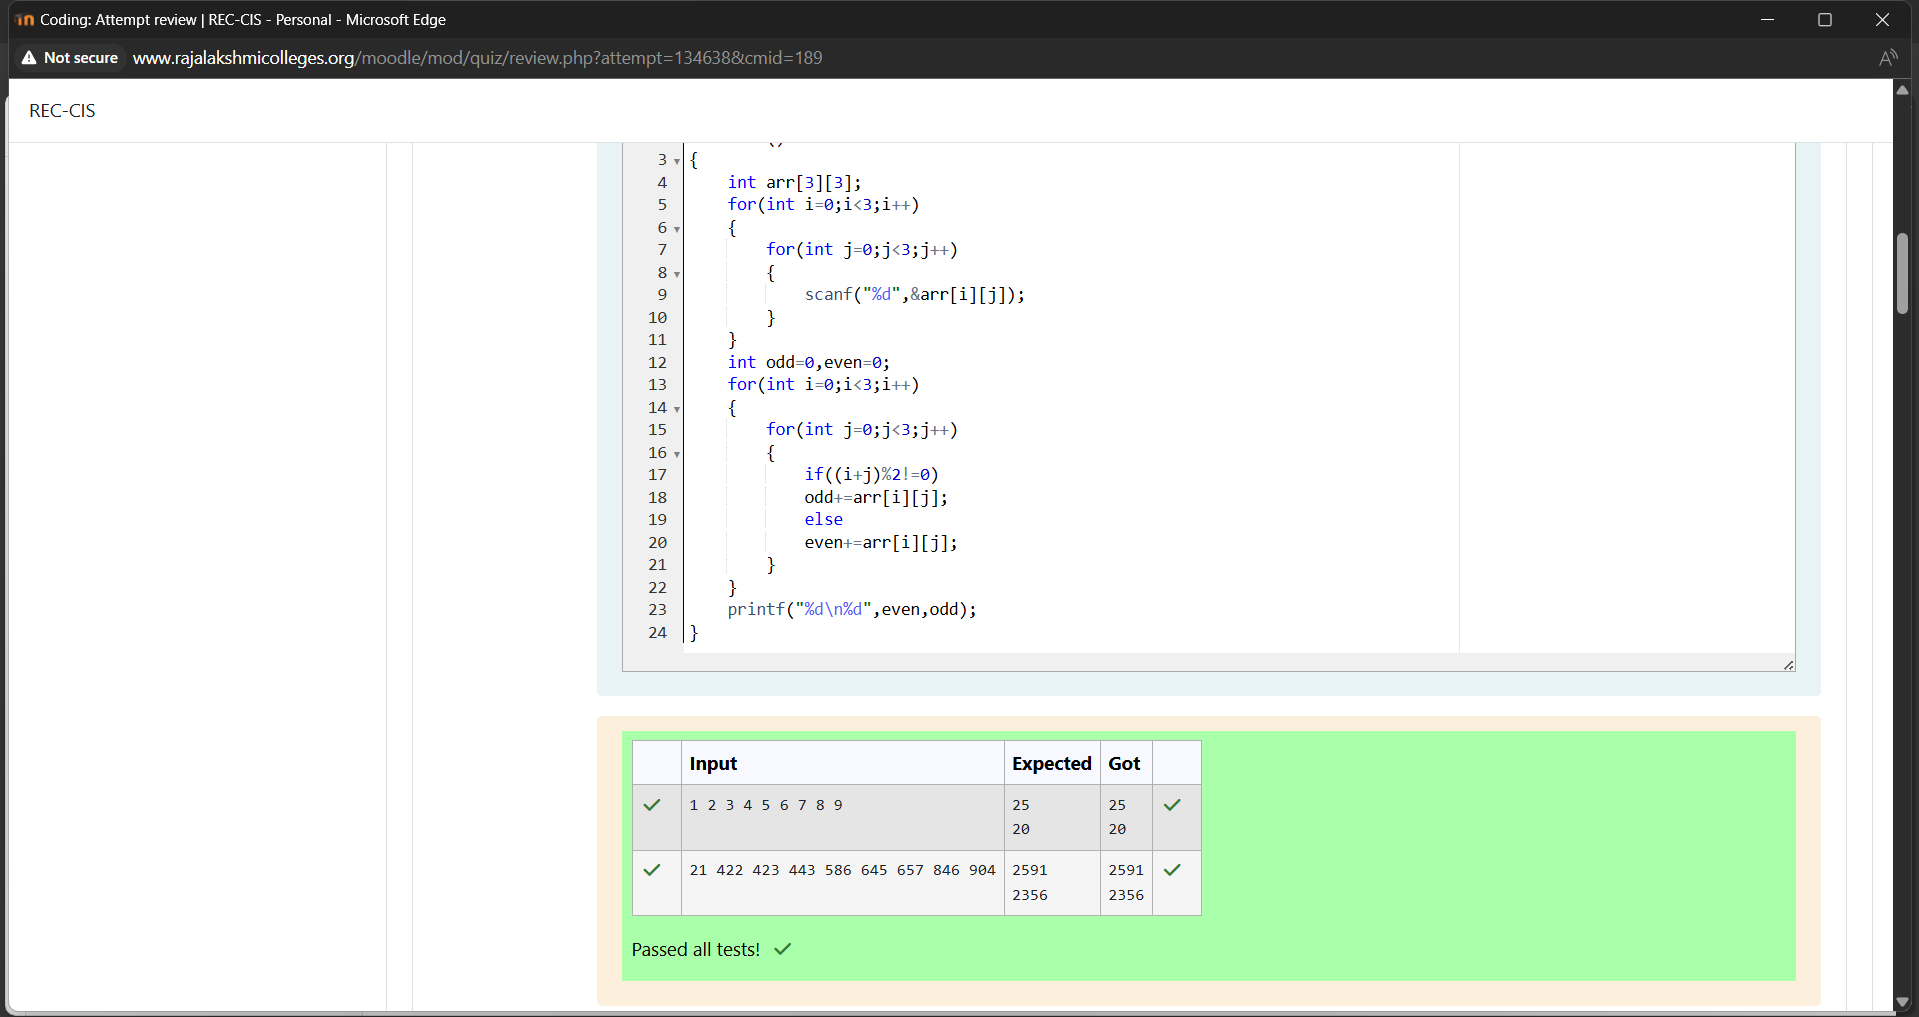 Coding: Attempt review | REC-CIS - Personal - Microsoft Edge
Not secure www.rajalakshmicolleges.org/moodle/mod/quiz/review.php?attempt=134638&cmid=189
REC-CIS
3 {
4 int arr[3][3];
5 for(int i=0;i<3;i++)
6 {
7 for(int j=0;j<3;j++)
8 {
9 scanf("%d",&arr[i][j]);
10 }
11 }
12 int odd=0,even=0;
13 for(int i=0;i<3;i++)
14 {
15 for(int j=0;j<3;j++)
16 {
17 if((i+j)%2!=0)
18 odd+=arr[i][j];
19 else
20 even+=arr[i][j];
21 }
22 }
23 printf("%d\n%d",even,odd);
24 }
Input Expected Got
1 2 3 4 5 6 7 8 9 25 25
20 20
21 422 423 443 586 645 657 846 904 2591 2591
2356 2356
Passed all tests!